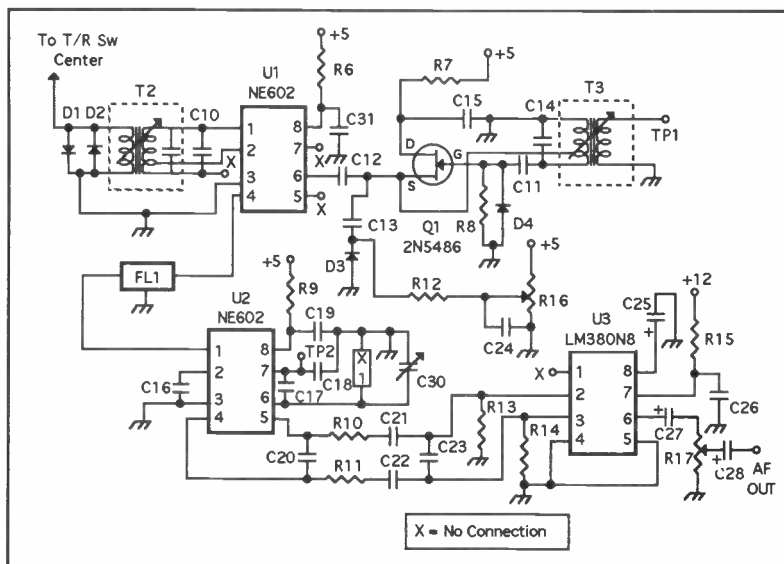 To T/R Sw
Center
D1 D2
T2
C10
U1
NE602
1
2
3
4
8
7
6
5
+5
R6
C31
X
X
X
C12
R7
+5
C15
C14
T3
TP1
D
G
S
C11
R8
D4
Q1
2N5486
C13
D3
R12
+5
R16
C24
FL1
U2
NE602
1
2
3
4
8
7
6
5
+5
R9
C19
TP2
C18
C17
X
1
C30
C16
R10
C21
C20
R11
C22
C23
R13
R14
U3
LM380N8
X
1
2
3
4
8
7
6
5
C25
+
+12
R15
C26
+
C27
R17
+
C28
AF
OUT
X = No Connection